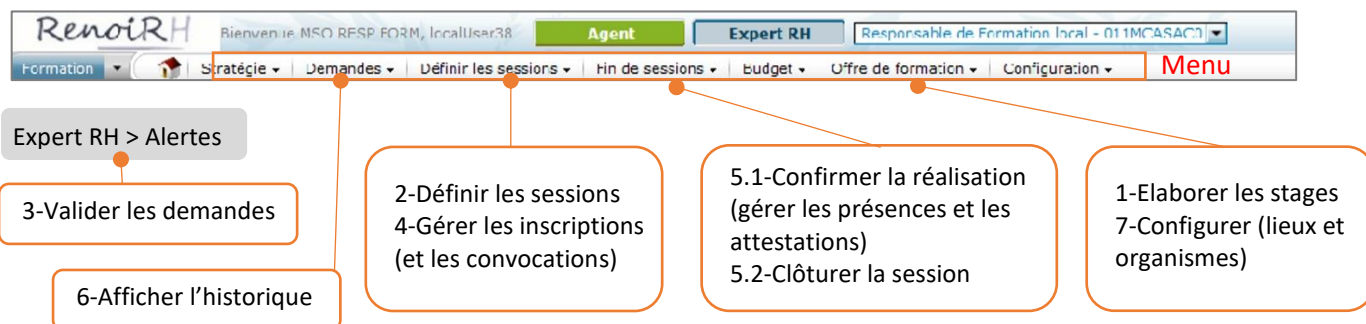 RenoiRH Bienvenue MSO RESP FORM, localUser38 Agent Expert RH Responsable de Formation local - 011MCASAC0
Formation Stratégie Demandes Définir les sessions Fin de sessions Budget Offre de formation Configuration Menu
Expert RH > Alertes
3-Valider les demandes
6-Afficher l'historique
2-Définir les sessions
4-Gérer les inscriptions
(et les convocations)
5.1-Confirmer la réalisation
(gérer les présences et les
attestations)
5.2-Clôturer la session
1-Elaborer les stages
7-Configurer (lieux et
organismes)